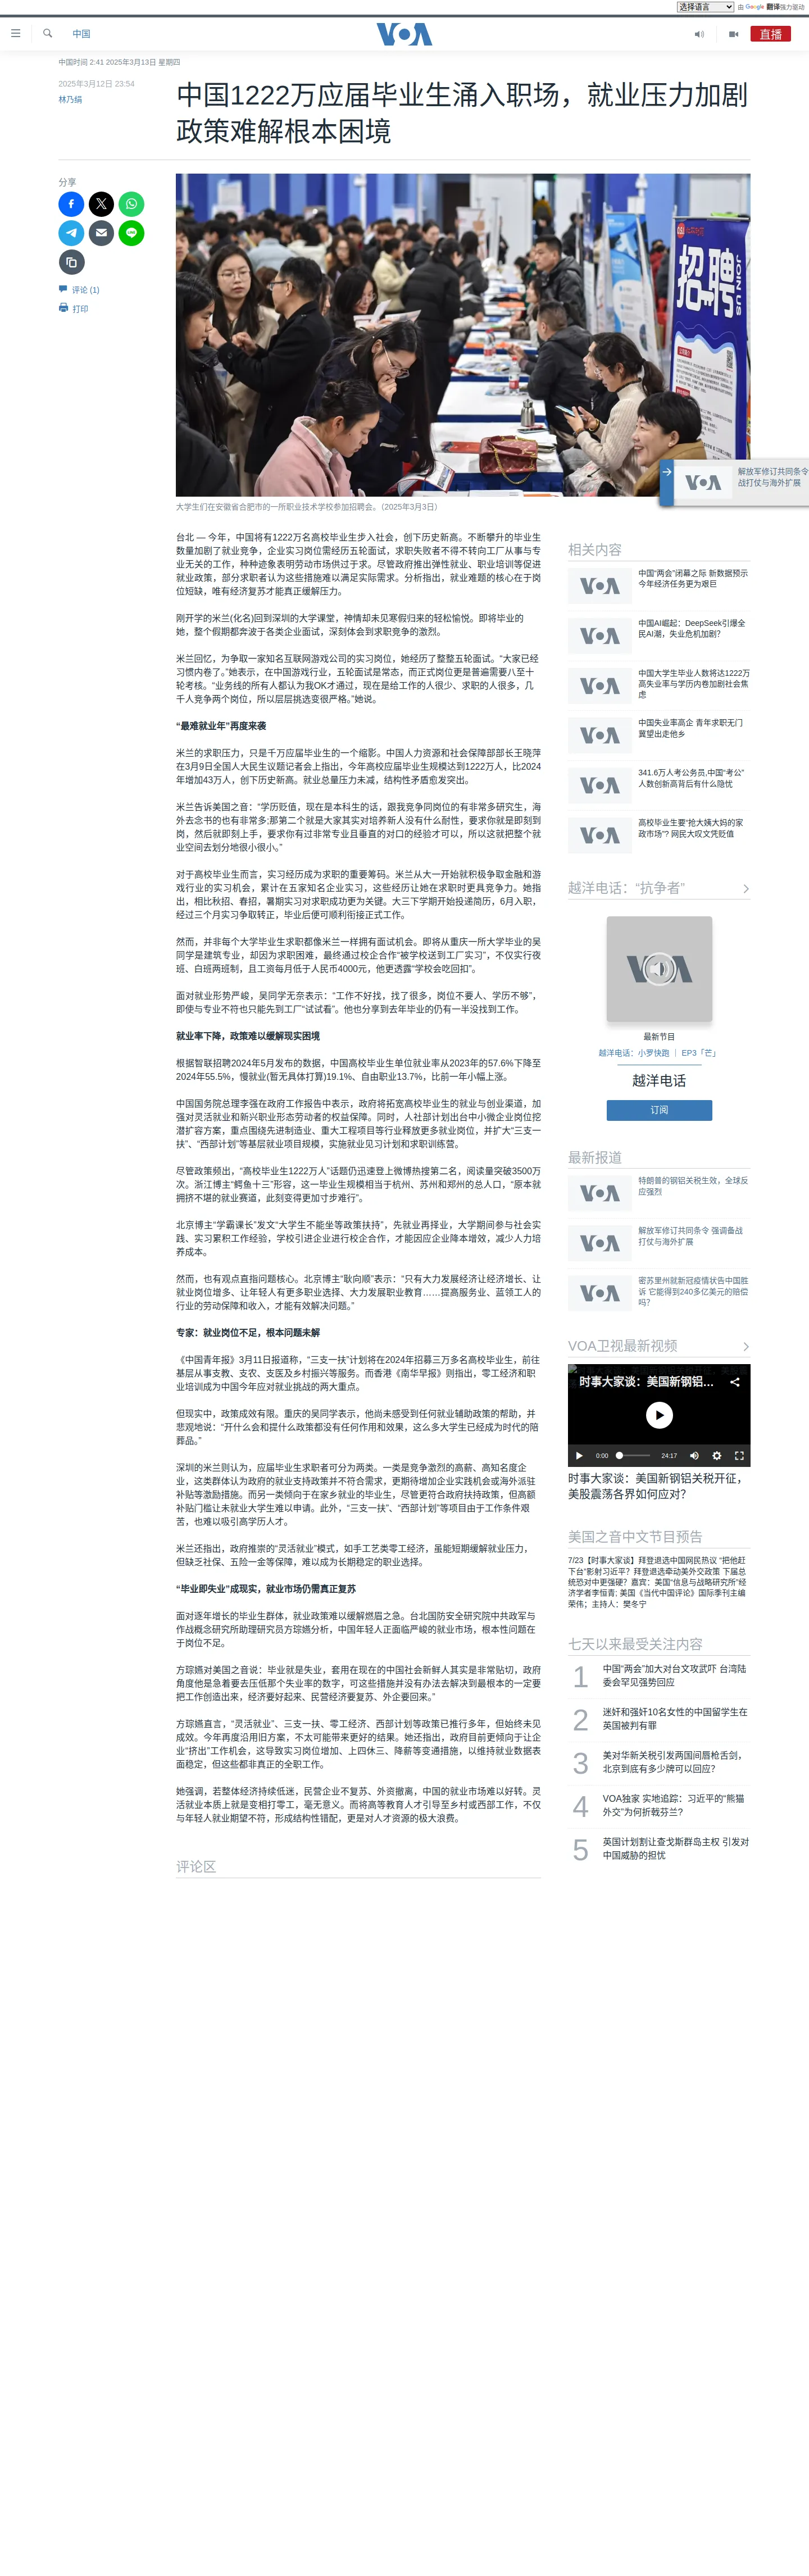 选择语言 由 Google 翻译强力驱动
中国
VOA
直播
中国时间 2:41 2025年3月13日 星期四
2025年3月12日 23:54
林乃绢
中国1222万应届毕业生涌入职场，就业压力加剧
政策难解根本困境
分享
评论 (1)
打印
招聘
JOIN US
大学生们在安徽省合肥市的一所职业技术学校参加招聘会。（2025年3月3日）
解放军修订共同条令
战打仗与海外扩展
台北 — 今年，中国将有1222万名高校毕业生步入社会，创下历史新高。不断攀升的毕业生
数量加剧了就业竞争，企业实习岗位需经历五轮面试，求职失败者不得不转向工厂从事与专
业无关的工作，种种迹象表明劳动市场供过于求。尽管政府推出弹性就业、职业培训等促进
就业政策，部分求职者认为这些措施难以满足实际需求。分析指出，就业难题的核心在于岗
位短缺，唯有经济复苏才能真正缓解压力。
刚开学的米兰(化名)回到深圳的大学课堂，神情却未见寒假归来的轻松愉悦。即将毕业的
她，整个假期都奔波于各类企业面试，深刻体会到求职竞争的激烈。
米兰回忆，为争取一家知名互联网游戏公司的实习岗位，她经历了整整五轮面试。“大家已经
习惯内卷了。”她表示，在中国游戏行业，五轮面试是常态，而正式岗位更是普遍需要八至十
轮考核。“业务线的所有人都认为我OK才通过，现在是给工作的人很少、求职的人很多，几
千人竞争两个岗位，所以层层挑选变很严格。”她说。
“最难就业年”再度来袭
米兰的求职压力，只是千万应届毕业生的一个缩影。中国人力资源和社会保障部部长王晓萍
在3月9日全国人大民生议题记者会上指出，今年高校应届毕业生规模达到1222万人，比2024
年增加43万人，创下历史新高。就业总量压力未减，结构性矛盾愈发突出。
米兰告诉美国之音：“学历贬值，现在是本科生的话，跟我竞争同岗位的有非常多研究生，海
外去念书的也有非常多;那第二个就是大家其实对培养新人没有什么耐性，要求你就是即刻到
岗，然后就即刻上手，要求你有过非常专业且垂直的对口的经验才可以，所以这就把整个就
业空间去划分地很小很小。”
对于高校毕业生而言，实习经历成为求职的重要筹码。米兰从大一开始就积极争取金融和游
戏行业的实习机会，累计在五家知名企业实习，这些经历让她在求职时更具竞争力。她指
出，相比秋招、春招，暑期实习对求职成功更为关键。大三下学期开始投递简历，6月入职，
经过三个月实习争取转正，毕业后便可顺利衔接正式工作。
然而，并非每个大学毕业生求职都像米兰一样拥有面试机会。即将从重庆一所大学毕业的吴
同学是建筑专业，却因为求职困难，最终通过校企合作“被学校送到工厂实习”，不仅实行夜
班、白班两班制，且工资每月低于人民币4000元，他更透露“学校会吃回扣”。
面对就业形势严峻，吴同学无奈表示：“工作不好找，找了很多，岗位不要人、学历不够”，
即使与专业不符也只能先到工厂“试试看”。他也分享到去年毕业的仍有一半没找到工作。
就业率下降，政策难以缓解现实困境
根据智联招聘2024年5月发布的数据，中国高校毕业生单位就业率从2023年的57.6%下降至
2024年55.5%，慢就业(暂无具体打算)19.1%、自由职业13.7%，比前一年小幅上涨。
中国国务院总理李强在政府工作报告中表示，政府将拓宽高校毕业生的就业与创业渠道，加
强对灵活就业和新兴职业形态劳动者的权益保障。同时，人社部计划出台中小微企业岗位挖
潜扩容方案，重点围绕先进制造业、重大工程项目等行业释放更多就业岗位，并扩大“三支一
扶”、“西部计划”等基层就业项目规模，实施就业见习计划和求职训练营。
尽管政策频出，“高校毕业生1222万人”话题仍迅速登上微博热搜第二名，阅读量突破3500万
次。浙江博主“鳄鱼十三”形容，这一毕业生规模相当于杭州、苏州和郑州的总人口，“原本就
拥挤不堪的就业赛道，此刻变得更加寸步难行”。
北京博主“学霸课长”发文“大学生不能坐等政策扶持”，先就业再择业，大学期间参与社会实
践、实习累积工作经验，学校引进企业进行校企合作，才能因应企业降本增效，减少人力培
养成本。
然而，也有观点直指问题核心。北京博主“耿向顺”表示：“只有大力发展经济让经济增长、让
就业岗位增多、让年轻人有更多职业选择、大力发展职业教育……提高服务业、蓝领工人的
行业的劳动保障和收入，才能有效解决问题。”
专家：就业岗位不足，根本问题未解
《中国青年报》3月11日报道称，“三支一扶”计划将在2024年招募三万多名高校毕业生，前往
基层从事支教、支农、支医及乡村振兴等服务。而香港《南华早报》则指出，零工经济和职
业培训成为中国今年应对就业挑战的两大重点。
但现实中，政策成效有限。重庆的吴同学表示，他尚未感受到任何就业辅助政策的帮助，并
悲观地说：“开什么会和提什么政策都没有任何作用和效果，这么多大学生已经成为时代的陪
葬品。”
深圳的米兰则认为，应届毕业生求职者可分为两类。一类是竞争激烈的高薪、高知名度企
业，这类群体认为政府的就业支持政策并不符合需求，更期待增加企业实践机会或海外派驻
补贴等激励措施。而另一类倾向于在家乡就业的毕业生，尽管更符合政府扶持政策，但高额
补贴门槛让未就业大学生难以申请。此外，“三支一扶”、“西部计划”等项目由于工作条件艰
苦，也难以吸引高学历人才。
米兰还指出，政府推崇的“灵活就业”模式，如手工艺类零工经济，虽能短期缓解就业压力，
但缺乏社保、五险一金等保障，难以成为长期稳定的职业选择。
“毕业即失业”成现实，就业市场仍需真正复苏
面对逐年增长的毕业生群体，就业政策难以缓解燃眉之急。台北国防安全研究院中共政军与
作战概念研究所助理研究员方琮嬿分析，中国年轻人正面临严峻的就业市场，根本性问题在
于岗位不足。
方琮嬿对美国之音说：毕业就是失业，套用在现在的中国社会新鲜人其实是非常贴切，政府
角度他是急着要去压低那个失业率的数字，可这些措施并没有办法去解决到最根本的一定要
把工作创造出来，经济要好起来、民营经济要复苏、外企要回来。”
方琮嬿直言，“灵活就业”、三支一扶、零工经济、西部计划等政策已推行多年，但始终未见
成效。今年再度沿用旧方案，不太可能带来更好的结果。她还指出，政府目前更倾向于让企
业“挤出”工作机会，这导致实习岗位增加、上四休三、降薪等变通措施，以维持就业数据表
面稳定，但这些都非真正的全职工作。
她强调，若整体经济持续低迷，民营企业不复苏、外资撤离，中国的就业市场难以好转。灵
活就业本质上就是变相打零工，毫无意义。而将高等教育人才引导至乡村或西部工作，不仅
与年轻人就业期望不符，形成结构性错配，更是对人才资源的极大浪费。
评论区
相关内容
中国“两会”闭幕之际 新数据预示
今年经济任务更为艰巨
中国AI崛起：DeepSeek引爆全
民AI潮，失业危机加剧？
中国大学生毕业人数将达1222万
高失业率与学历内卷加剧社会焦
虑
中国失业率高企 青年求职无门
冀望出走他乡
341.6万人考公务员,中国“考公”
人数创新高背后有什么隐忧
高校毕业生要“抢大姨大妈的家
政市场”? 网民大叹文凭贬值
越洋电话：“抗争者”
最新节目
越洋电话：小罗快跑 ｜ EP3「芒」
越洋电话
订阅
最新报道
特朗普的钢铝关税生效，全球反
应强烈
解放军修订共同条令 强调备战
打仗与海外扩展
密苏里州就新冠疫情状告中国胜
诉 它能得到240多亿美元的赔偿
吗？
VOA卫视最新视频
时事大家谈：美国新钢铝…
0:00 24:17
时事大家谈：美国新钢铝关税开征，
美股震荡各界如何应对？
美国之音中文节目预告
7/23【时事大家谈】拜登退选中国网民热议 “把他赶
下台”影射习近平？拜登退选牵动美外交政策 下届总
统恐对中更强硬？嘉宾：美国“信息与战略研究所”经
济学者李恒青; 美国《当代中国评论》国际季刊主编
荣伟；主持人：樊冬宁
七天以来最受关注内容
1 中国“两会”加大对台文攻武吓 台湾陆
委会罕见强势回应
2 迷奸和强奸10名女性的中国留学生在
英国被判有罪
3 美对华新关税引发两国间唇枪舌剑，
北京到底有多少牌可以回应？
4 VOA独家 实地追踪：习近平的“熊猫
外交”为何折戟芬兰?
5 英国计划割让查戈斯群岛主权 引发对
中国威胁的担忧